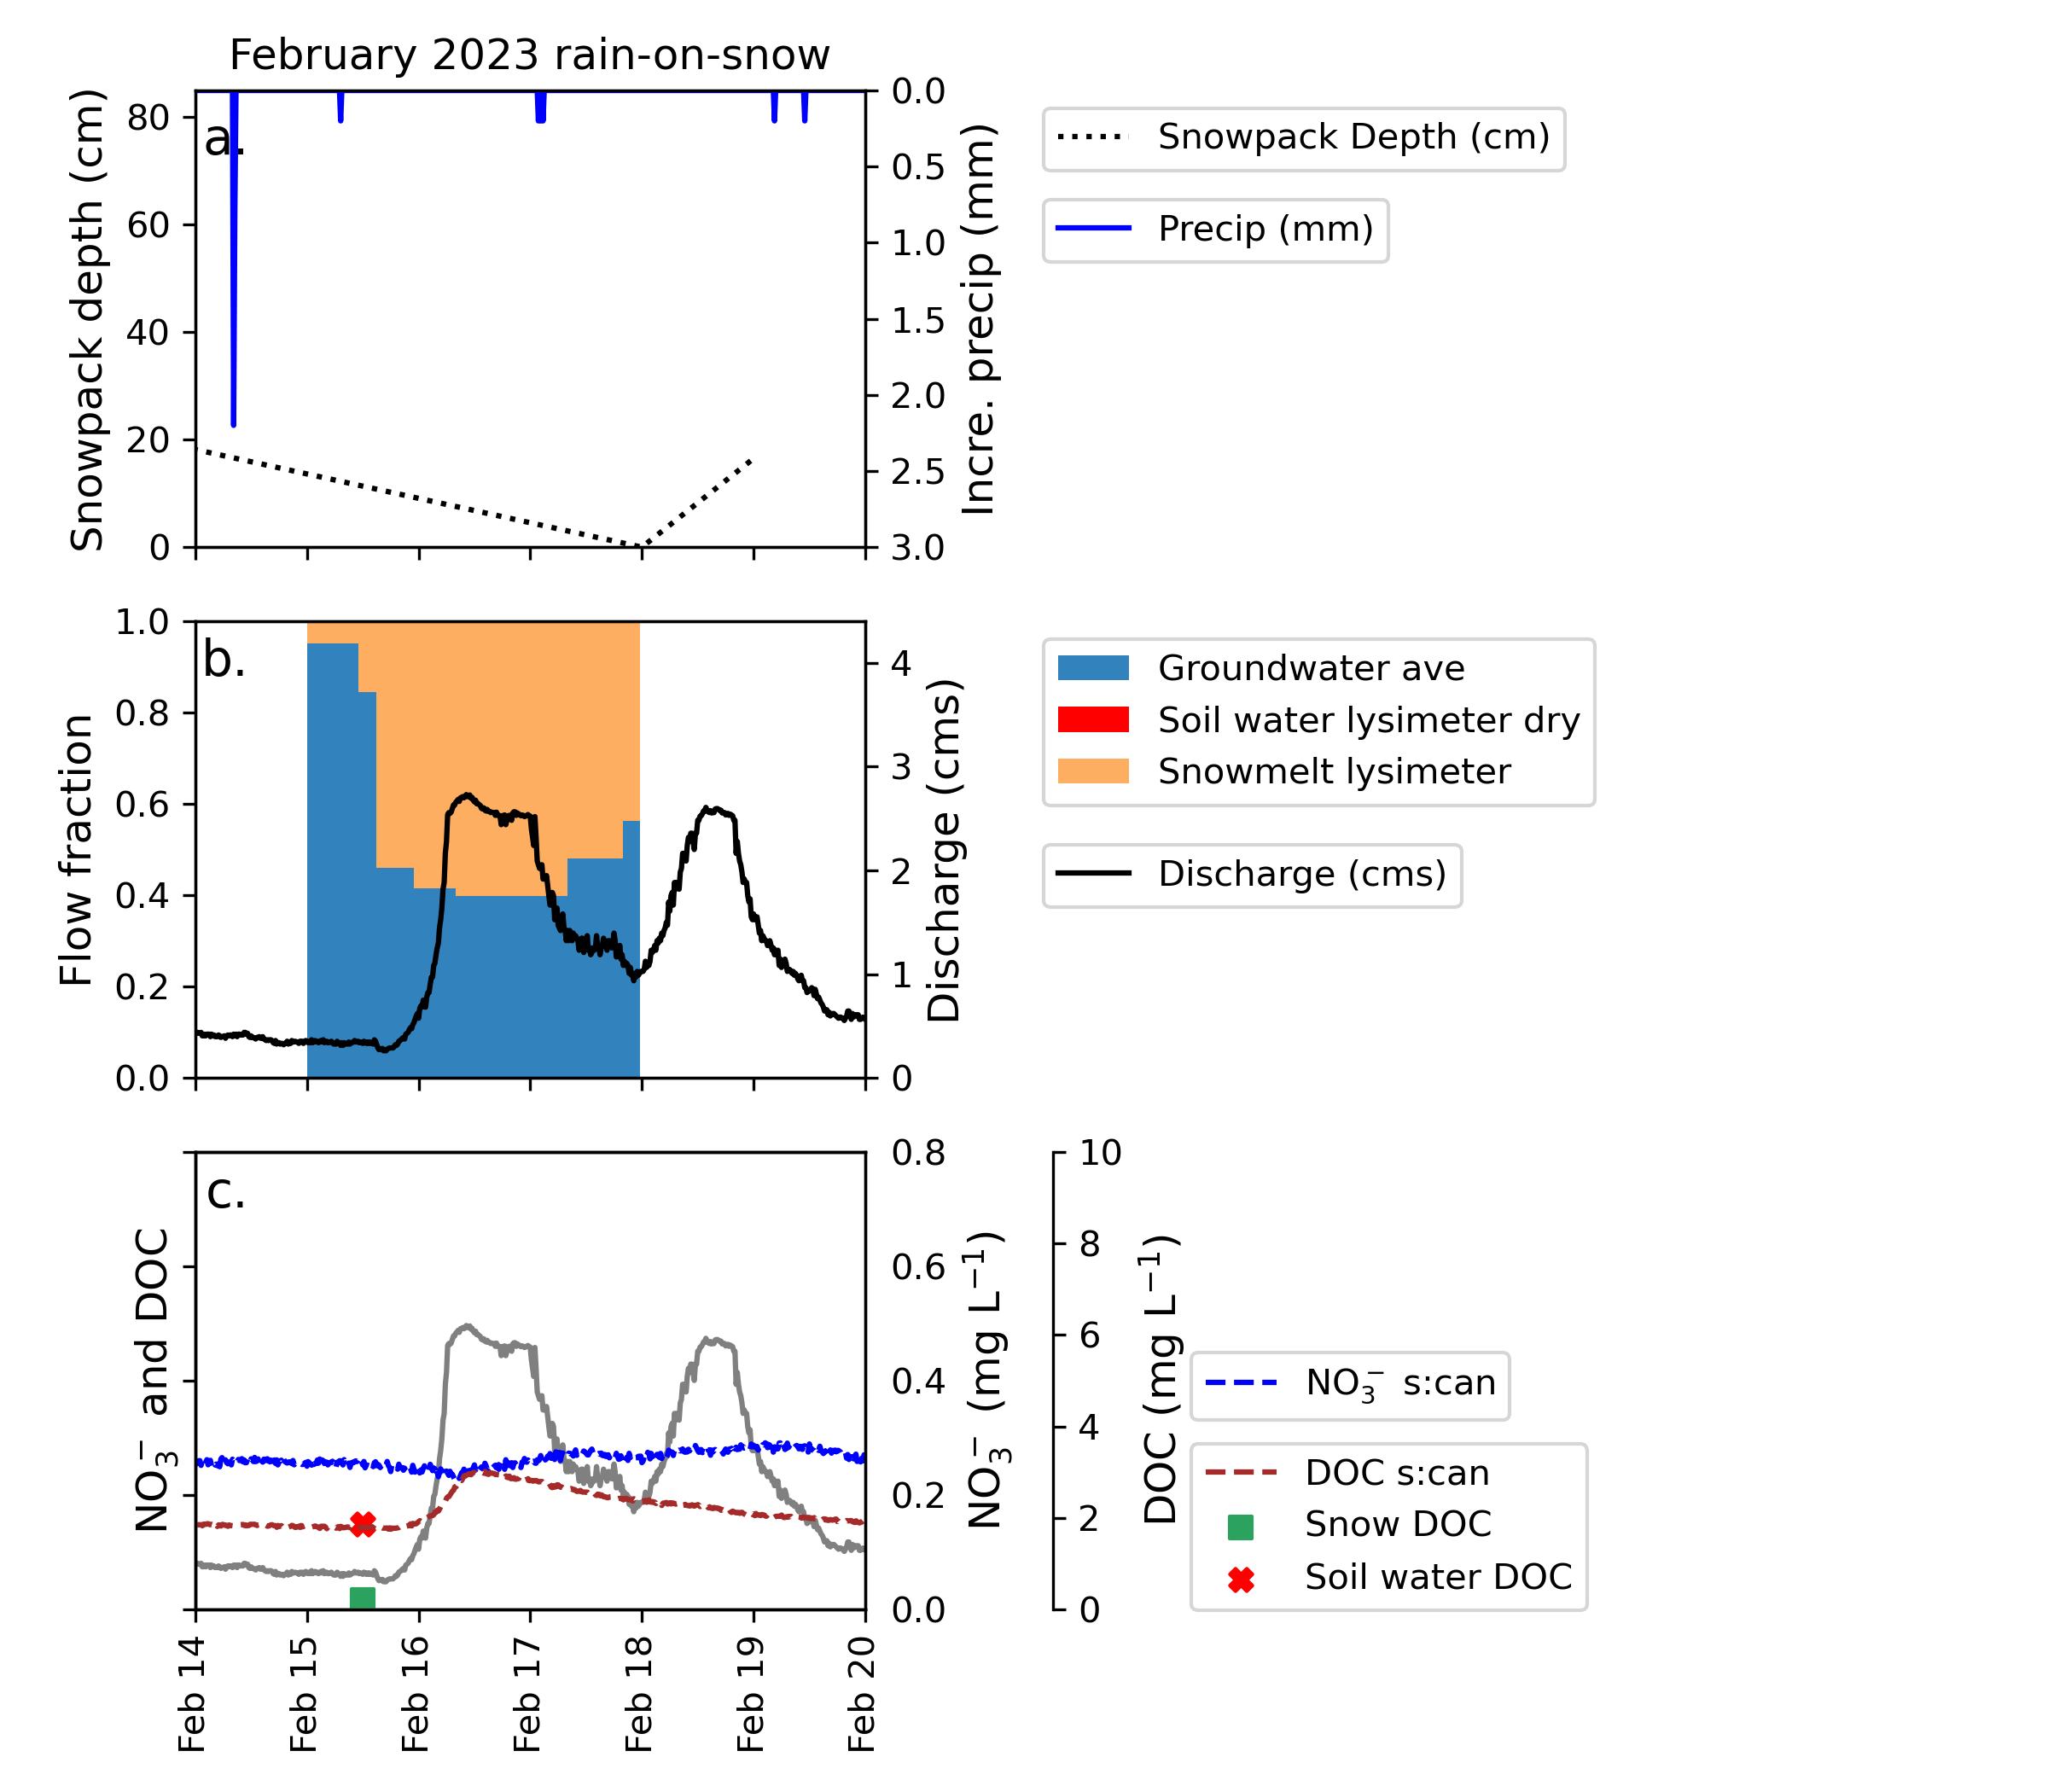 February 2023 rain-on-snow
a.
Snowpack depth (cm)
80
60
40
20
0
0.0
0.5
1.0
1.5
2.0
2.5
3.0
Incre. precip (mm)
Snowpack Depth (cm)
Precip (mm)
b.
Flow fraction
1.0
0.8
0.6
0.4
0.2
0.0
4
3
2
1
0
Discharge (cms)
Groundwater ave
Soil water lysimeter dry
Snowmelt lysimeter
Discharge (cms)
c.
NO₃⁻ and DOC
0.8
0.6
0.4
0.2
0.0
NO₃⁻ (mg L⁻¹)
10
8
6
4
2
0
DOC (mg L⁻¹)
NO₃⁻ s:can
DOC s:can
Snow DOC
Soil water DOC
Feb 14
Feb 15
Feb 16
Feb 17
Feb 18
Feb 19
Feb 20